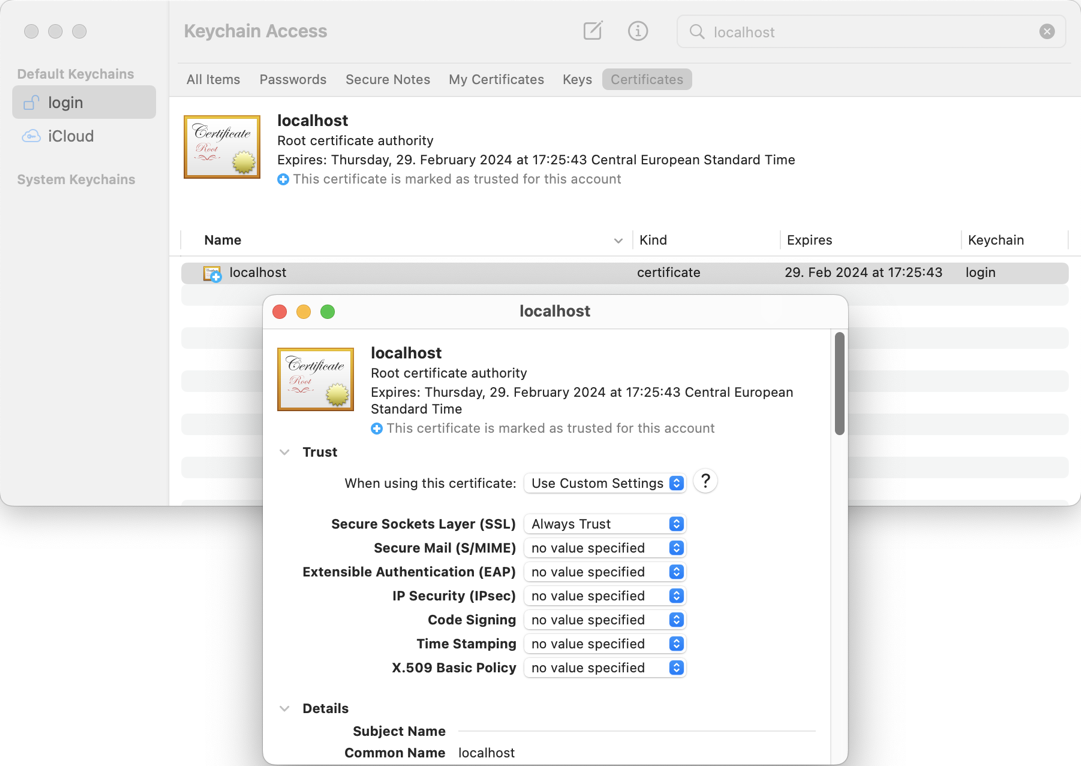 Keychain Access
localhost
Default Keychains
login
iCloud
System Keychains
All Items Passwords Secure Notes My Certificates Keys Certificates
Certificate
Root
localhost
Root certificate authority
Expires: Thursday, 29. February 2024 at 17:25:43 Central European Standard Time
This certificate is marked as trusted for this account
Name Kind Expires Keychain
localhost certificate 29. Feb 2024 at 17:25:43 login
localhost
Certificate
Root
localhost
Root certificate authority
Expires: Thursday, 29. February 2024 at 17:25:43 Central European
Standard Time
This certificate is marked as trusted for this account
Trust
When using this certificate: Use Custom Settings ?
Secure Sockets Layer (SSL) Always Trust
Secure Mail (S/MIME) no value specified
Extensible Authentication (EAP) no value specified
IP Security (IPsec) no value specified
Code Signing no value specified
Time Stamping no value specified
X.509 Basic Policy no value specified
Details
Subject Name
Common Name localhost